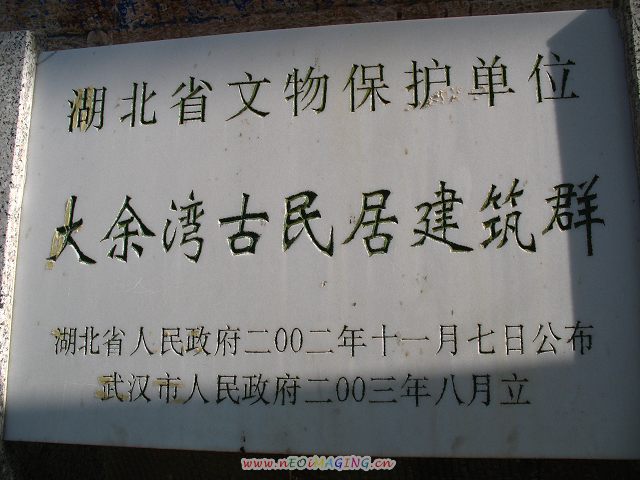 湖北省文物保护单位
大余湾古民居建筑群
湖北省人民政府二00二年十一月七日公布
武汉市人民政府二00三年八月立
www.nEOiMAGING.cn